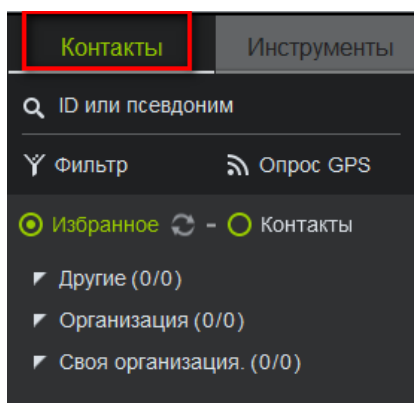 Контакты Инструменты
ID или псевдоним
Фильтр Опрос GPS
Избранное - Контакты
Другие (0/0)
Организация (0/0)
Своя организация. (0/0)